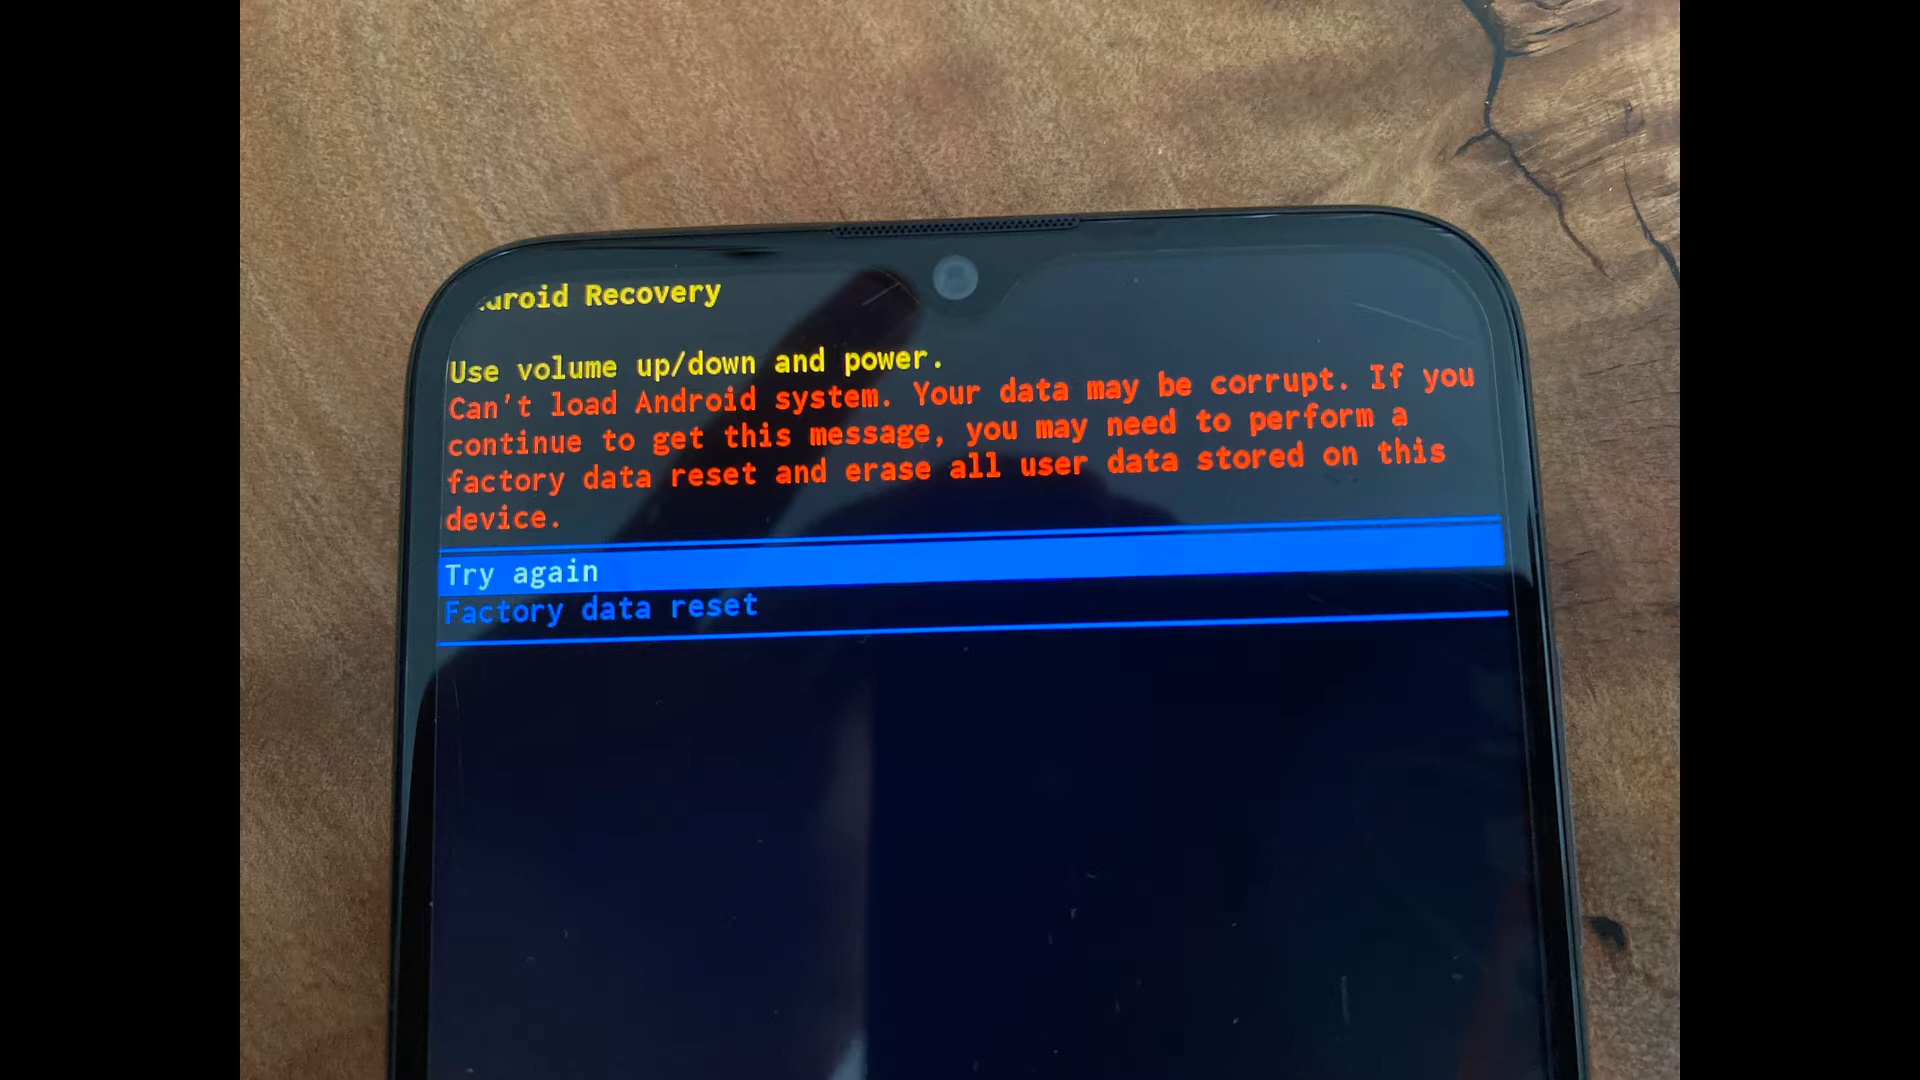 droid Recovery
Use volume up/down and power.
Can't load Android system. Your data may be corrupt. If you
continue to get this message, you may need to perform a
factory data reset and erase all user data stored on this
device.
Try again
Factory data reset